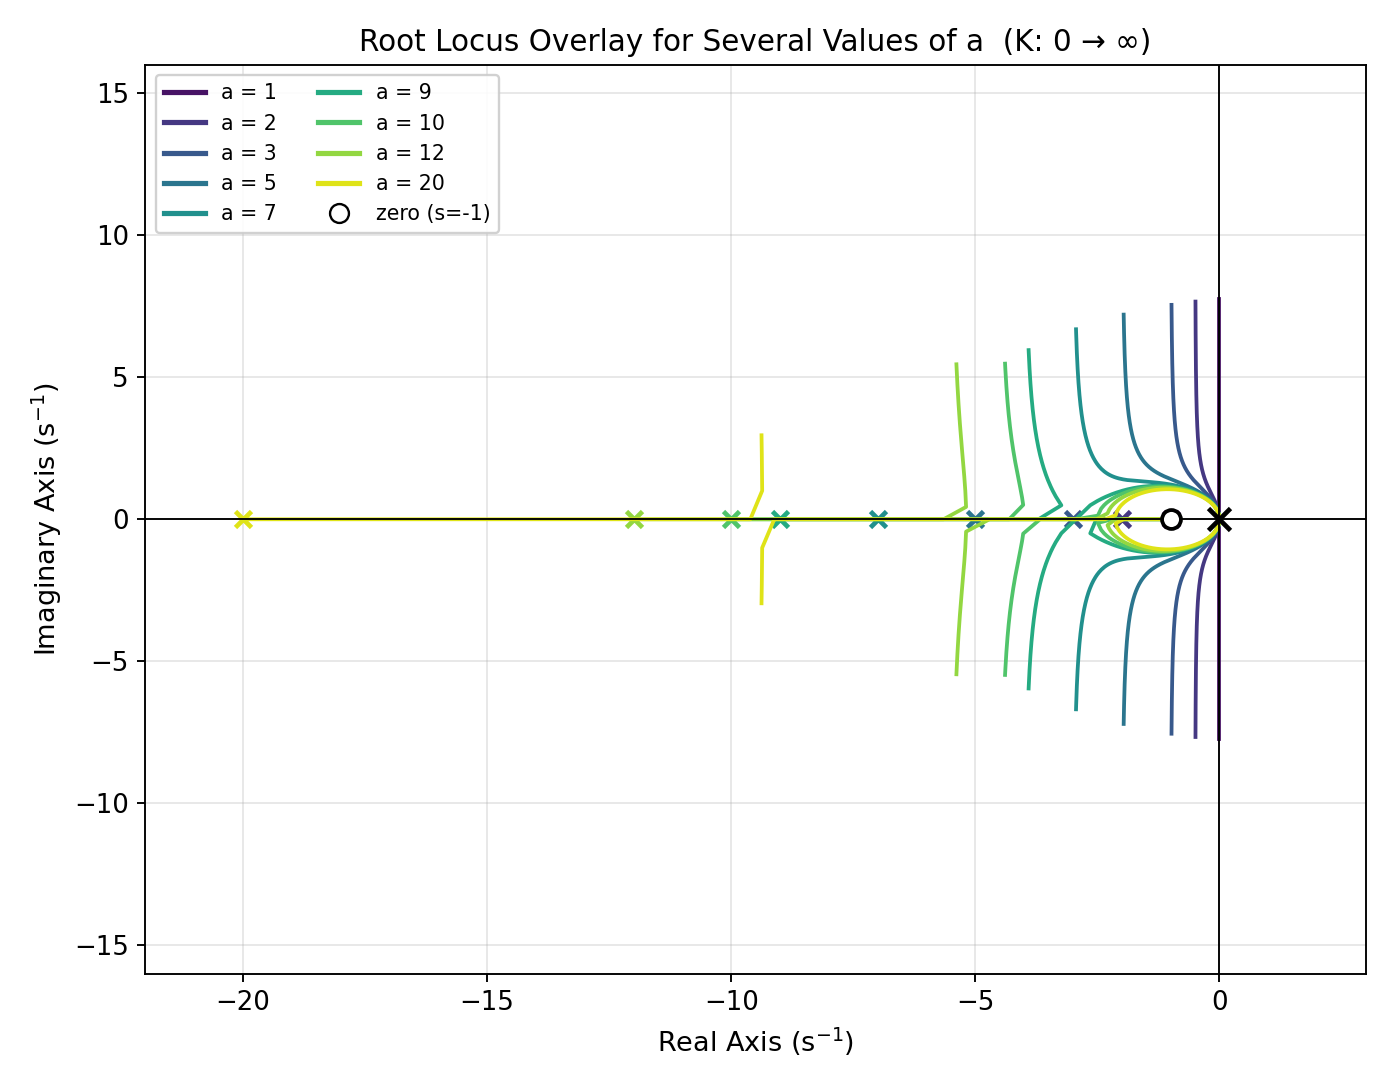 Root Locus Overlay for Several Values of a  (K: 0 → ∞)
a = 1
a = 2
a = 3
a = 5
a = 7
a = 9
a = 10
a = 12
a = 20
zero (s=-1)
15
10
5
0
−5
−10
−15
Imaginary Axis (s⁻¹)
−20
−15
−10
−5
0
Real Axis (s⁻¹)